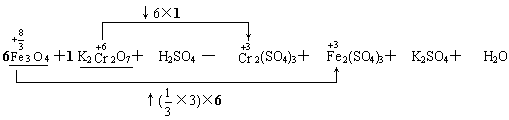 ↓ 6×1
+8/3 +6 +3 +3
6Fe₃O₄ +1 K₂Cr₂O₇+ H₂SO₄ — Cr₂(SO₄)₃+ Fe₂(SO₄)₃+ K₂SO₄+ H₂O
↑(1/3 ×3)×6